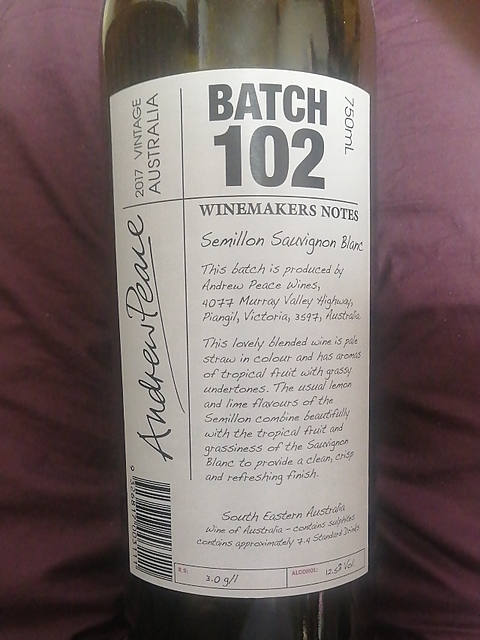 2017 VINTAGE
AUSTRALIA
BATCH
102
750mL
WINEMAKERS NOTES
Andrew Peace
Semillon Sauvignon Blanc
This batch is produced by
Andrew Peace Wines,
4077 Murray Valley Highway,
Piangil, Victoria, 3597, Australia.
This lovely blended wine is pale
straw in colour and has aromas
of tropical fruit with grassy
undertones. The usual lemon
and lime flavours of the
Semillon combine beautifully
with the tropical fruit and
grassiness of the Sauvignon
Blanc to provide a clean, crisp
and refreshing finish.
South Eastern Australia
Wine of Australia - contains sulphites
contains approximately 7.4 Standard Drinks
R.S: 3.0 g/l
ALCOHOL: 12.5% Vol.